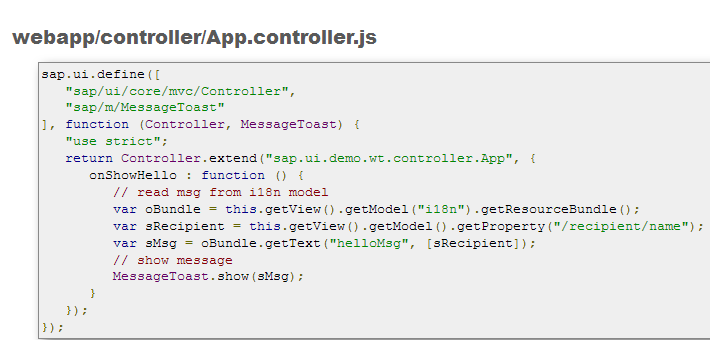 webapp/controller/App.controller.js
sap.ui.define([
   "sap/ui/core/mvc/Controller",
   "sap/m/MessageToast"
], function (Controller, MessageToast) {
   "use strict";
   return Controller.extend("sap.ui.demo.wt.controller.App", {
      onShowHello : function () {
         // read msg from i18n model
         var oBundle = this.getView().getModel("i18n").getResourceBundle();
         var sRecipient = this.getView().getModel().getProperty("/recipient/name");
         var sMsg = oBundle.getText("helloMsg", [sRecipient]);
         // show message
         MessageToast.show(sMsg);
      }
   });
});